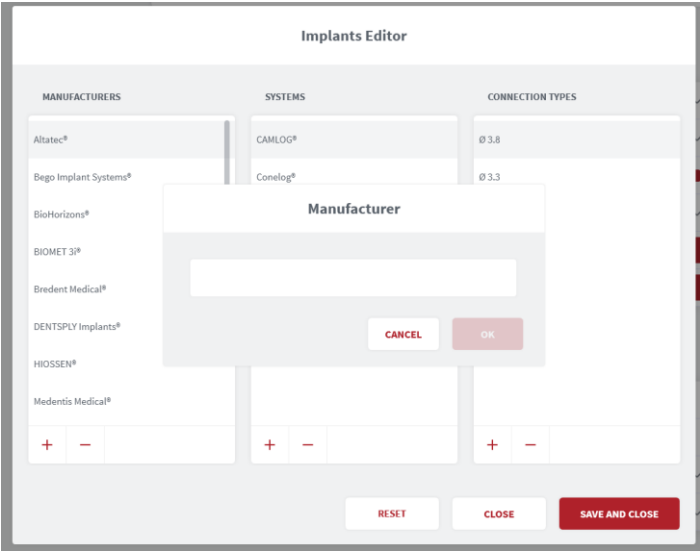 Implants Editor
MANUFACTURERS
SYSTEMS
CONNECTION TYPES
Altatec®
CAMLOG®
Ø 3.8
Bego Implant Systems®
Conelog®
Ø 3.3
BioHorizons®
Manufacturer
BIOMET 3i®
Bredent Medical®
DENTSPLY Implants®
CANCEL
OK
HIOSSEN®
Medentis Medical®
+ −
+ −
+ −
RESET
CLOSE
SAVE AND CLOSE